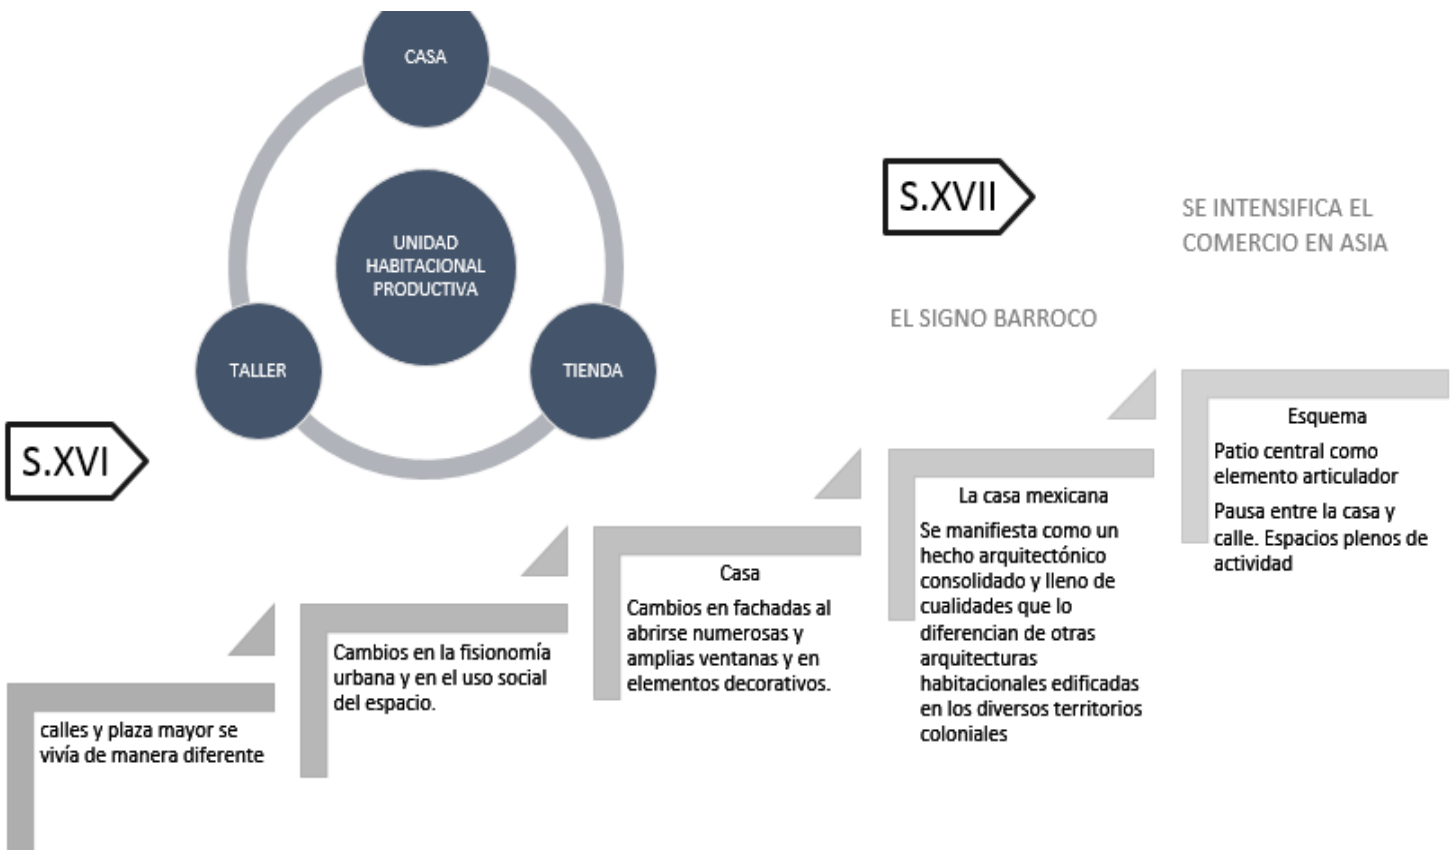 CASA
UNIDAD
HABITACIONAL
PRODUCTIVA
TALLER
TIENDA
S.XVI
S.XVII
SE INTENSIFICA EL
COMERCIO EN ASIA
EL SIGNO BARROCO
calles y plaza mayor se
vivía de manera diferente
Cambios en la fisionomía
urbana y en el uso social
del espacio.
Casa
Cambios en fachadas al
abrirse numerosas y
amplias ventanas y en
elementos decorativos.
La casa mexicana
Se manifiesta como un
hecho arquitectónico
consolidado y lleno de
cualidades que lo
diferencian de otras
arquitecturas
habitacionales edificadas
en los diversos territorios
coloniales
Esquema
Patio central como
elemento articulador
Pausa entre la casa y
calle. Espacios plenos de
actividad